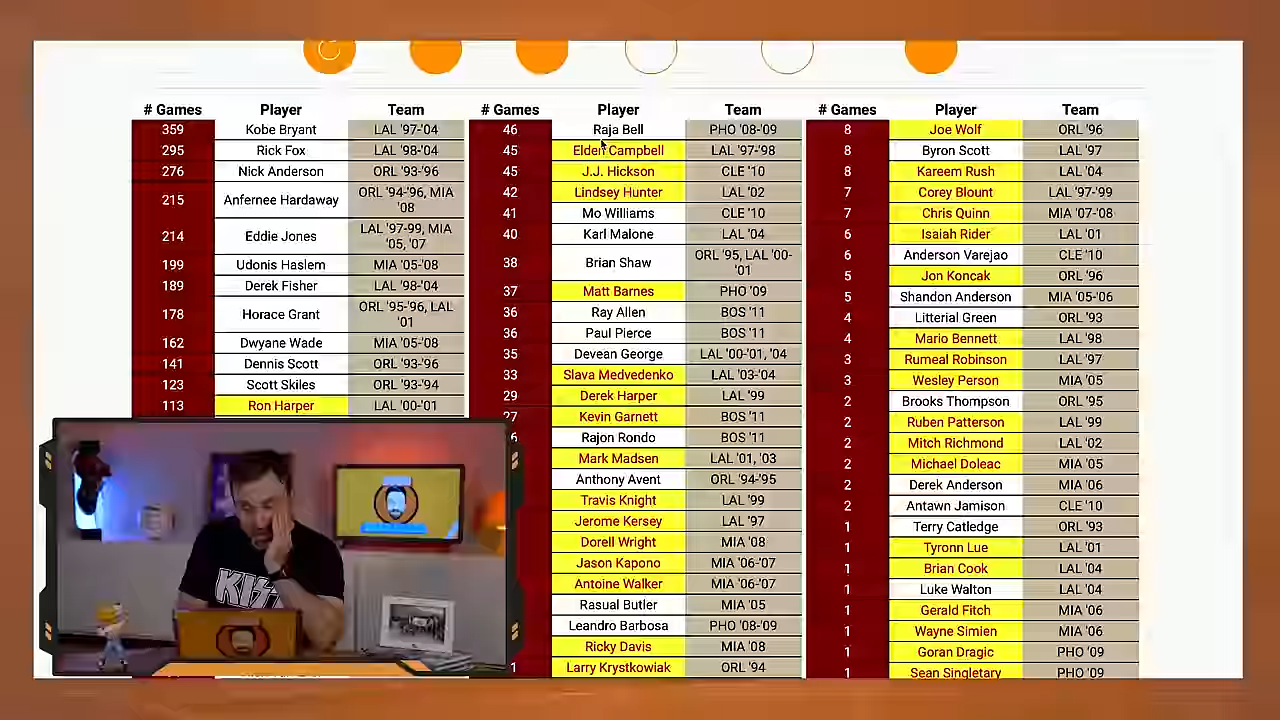 # Games Player Team
359 Kobe Bryant LAL '97-'04
295 Rick Fox LAL '98-'04
276 Nick Anderson ORL '93-'96
215 Anfernee Hardaway ORL '94-'96, MIA
'08
214 Eddie Jones LAL '97-'99, MIA
'05, '07
199 Udonis Haslem MIA '05-'08
189 Derek Fisher LAL '98-'04
178 Horace Grant ORL '95-'96, LAL
'01
162 Dwyane Wade MIA '05-'08
141 Dennis Scott ORL '93-'96
123 Scott Skiles ORL '93-'94
113 Ron Harper LAL '00-'01
# Games Player Team
46 Raja Bell PHO '08-'09
45 Elden Campbell LAL '97-'98
45 J.J. Hickson CLE '10
42 Lindsey Hunter LAL '02
41 Mo Williams CLE '10
40 Karl Malone LAL '04
38 Brian Shaw ORL '95, LAL '00-
'01
37 Matt Barnes PHO '09
36 Ray Allen BOS '11
36 Paul Pierce BOS '11
35 Devean George LAL '00-'01, '04
33 Slava Medvedenko LAL '03-'04
29 Derek Harper LAL '99
27 Kevin Garnett BOS '11
6 Rajon Rondo BOS '11
Mark Madsen LAL '01, '03
Anthony Avent ORL '94-'95
Travis Knight LAL '99
Jerome Kersey LAL '97
Dorell Wright MIA '08
Jason Kapono MIA '06-'07
Antoine Walker MIA '06-'07
Rasual Butler MIA '05
Leandro Barbosa PHO '08-'09
Ricky Davis MIA '08
1 Larry Krystkowiak ORL '94
# Games Player Team
8 Joe Wolf ORL '96
8 Byron Scott LAL '97
8 Kareem Rush LAL '04
7 Corey Blount LAL '97-'99
7 Chris Quinn MIA '07-'08
6 Isaiah Rider LAL '01
6 Anderson Varejao CLE '10
5 Jon Koncak ORL '96
5 Shandon Anderson MIA '05-'06
4 Litterial Green ORL '93
4 Mario Bennett LAL '98
3 Rumeal Robinson LAL '97
3 Wesley Person MIA '05
2 Brooks Thompson ORL '95
2 Ruben Patterson LAL '99
2 Mitch Richmond LAL '02
2 Michael Doleac MIA '05
2 Derek Anderson MIA '06
2 Antawn Jamison CLE '10
1 Terry Catledge ORL '93
1 Tyronn Lue LAL '01
1 Brian Cook LAL '04
1 Luke Walton LAL '04
1 Gerald Fitch MIA '06
1 Wayne Simien MIA '06
1 Goran Dragic PHO '09
1 Sean Singletary PHO '09
KISS